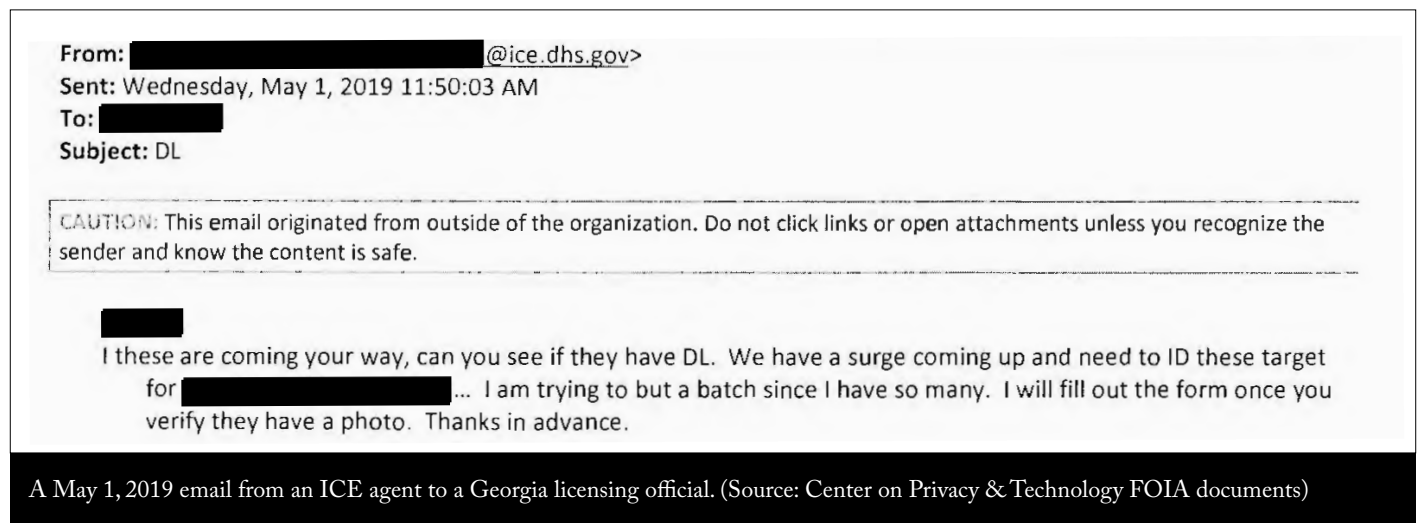 From: @ice.dhs.gov>
Sent: Wednesday, May 1, 2019 11:50:03 AM
To:
Subject: DL
CAUTION: This email originated from outside of the organization. Do not click links or open attachments unless you recognize the
sender and know the content is safe.
I these are coming your way, can you see if they have DL. We have a surge coming up and need to ID these target
for ... I am trying to but a batch since I have so many. I will fill out the form once you
verify they have a photo. Thanks in advance.
A May 1, 2019 email from an ICE agent to a Georgia licensing official. (Source: Center on Privacy & Technology FOIA documents)